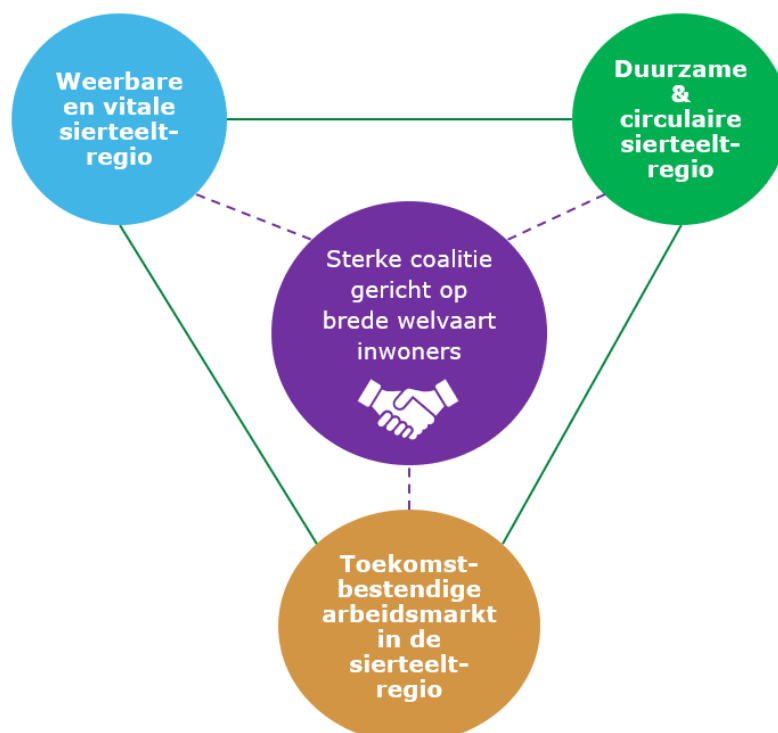 Weerbare
en vitale
sierteelt-
regio
Duurzame
&
circulaire
sierteelt-
regio
Sterke coalitie
gericht op
brede welvaart
inwoners
Toekomst-
bestendige
arbeidsmarkt
in de
sierteelt-
regio